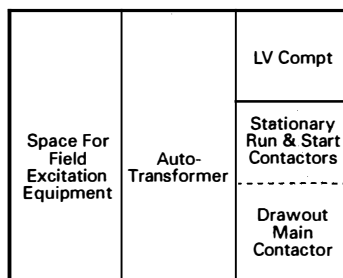 Space For
Field
Excitation
Equipment
Auto-
Transformer
LV Compt
Stationary
Run & Start
Contactors
Drawout
Main
Contactor